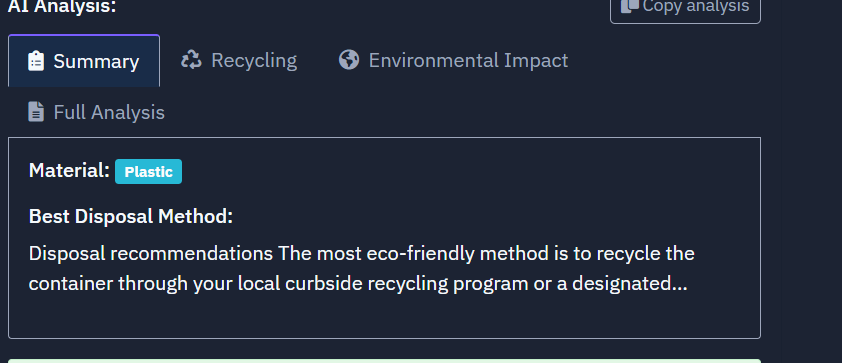 AI Analysis:
Copy analysis
Summary
Recycling
Environmental Impact
Full Analysis
Material: Plastic
Best Disposal Method:
Disposal recommendations The most eco-friendly method is to recycle the
container through your local curbside recycling program or a designated...